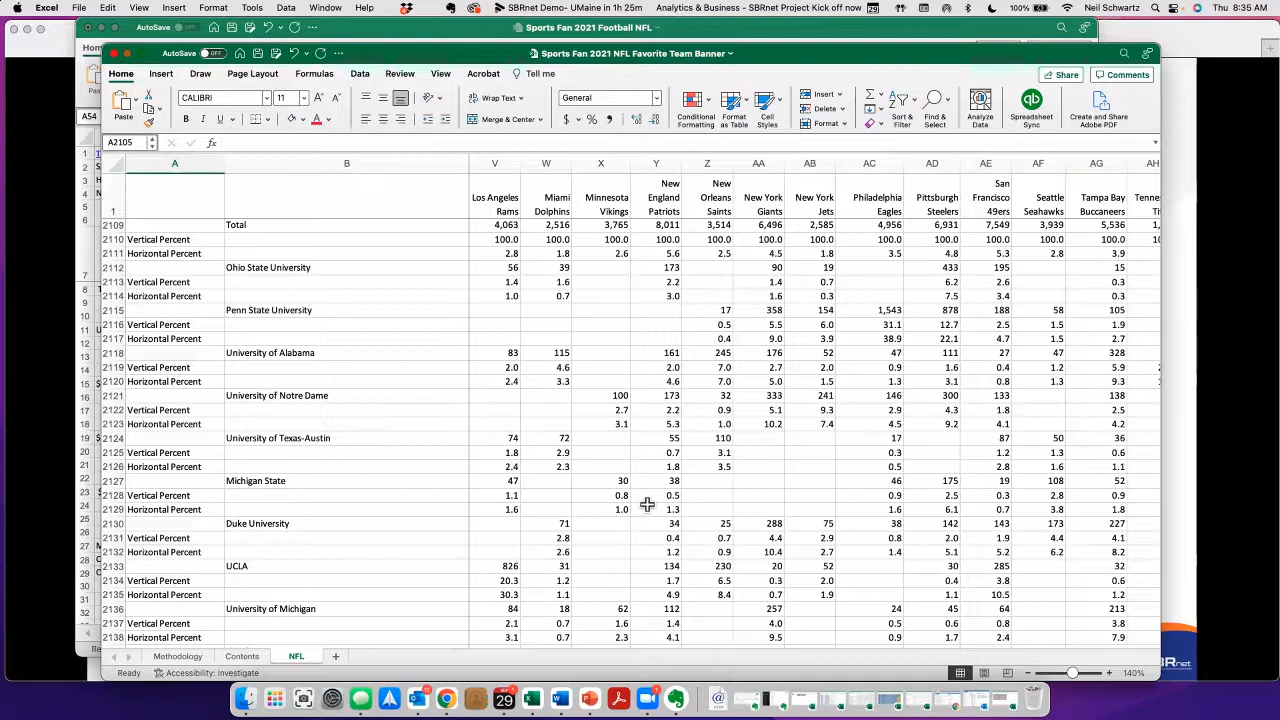 Excel File Edit View Insert Format Tools Data Window Help SBRnet Demo- UMaine in 1h 25m Analytics & Business - SBRnet Project Kick off now 29 100% Neil Schwartz Thu 8:35 AM
AutoSave Sports Fan 2021 Football NFL
AutoSave OFF Sports Fan 2021 NFL Favorite Team Banner
Home Insert Draw Page Layout Formulas Data Review View Acrobat Tell me Share Comments
Paste CALIBRI 11 Wrap Text General Insert
B I U Merge & Center $ % Conditional Formatting Format as Table Cell Styles Delete Format Sort & Filter Find & Select Analyze Data Spreadsheet Sync Create and Share Adobe PDF
A54 A2105 fx
A B V W X Y Z AA AB AC AD AE AF AG AH
New New San
Los Angeles Miami Minnesota England Orleans New York New York Philadelphia Pittsburgh Francisco Seattle Tampa Bay Tennes
1 Rams Dolphins Vikings Patriots Saints Giants Jets Eagles Steelers 49ers Seahawks Buccaneers Ti
2109 Total 4,063 2,516 3,765 8,011 3,514 6,496 2,585 4,956 6,931 7,549 3,939 5,536 1,
2110 Vertical Percent 100.0 100.0 100.0 100.0 100.0 100.0 100.0 100.0 100.0 100.0 100.0 100.0 10
2111 Horizontal Percent 2.8 1.8 2.6 5.6 2.5 4.5 1.8 3.5 4.8 5.3 2.8 3.9
2112 Ohio State University 56 39 173 90 19 433 195 15
2113 Vertical Percent 1.4 1.6 2.2 1.4 0.7 6.2 2.6 0.3
2114 Horizontal Percent 1.0 0.7 3.0 1.6 0.3 7.5 3.4 0.3
2115 Penn State University 17 358 154 1,543 878 188 58 105
2116 Vertical Percent 0.5 5.5 6.0 31.1 12.7 2.5 1.5 1.9
2117 Horizontal Percent 0.4 9.0 3.9 38.9 22.1 4.7 1.5 2.7
2118 University of Alabama 83 115 161 245 176 52 47 111 27 47 328
2119 Vertical Percent 2.0 4.6 2.0 7.0 2.7 2.0 0.9 1.6 0.4 1.2 5.9
2120 Horizontal Percent 2.4 3.3 4.6 7.0 5.0 1.5 1.3 3.1 0.8 1.3 9.3
2121 University of Notre Dame 100 173 32 333 241 146 300 133 138
2122 Vertical Percent 2.7 2.2 0.9 5.1 9.3 2.9 4.3 1.8 2.5
2123 Horizontal Percent 3.1 5.3 1.0 10.2 7.4 4.5 9.2 4.1 4.2
2124 University of Texas-Austin 74 72 55 110 17 87 50 36
2125 Vertical Percent 1.8 2.9 0.7 3.1 0.3 1.2 1.3 0.6
2126 Horizontal Percent 2.4 2.3 1.8 3.5 0.5 2.8 1.6 1.1
2127 Michigan State 47 30 38 46 175 19 108 52
2128 Vertical Percent 1.1 0.8 0.5 0.9 2.5 0.3 2.8 0.9
2129 Horizontal Percent 1.6 1.0 1.3 1.6 6.1 0.7 3.8 1.8
2130 Duke University 71 34 25 288 75 38 142 143 173 227
2131 Vertical Percent 2.8 0.4 0.7 4.4 2.9 0.8 2.0 1.9 4.4 4.1
2132 Horizontal Percent 2.6 1.2 0.9 10.4 2.7 1.4 5.1 5.2 6.2 8.2
2133 UCLA 826 31 134 230 20 52 30 285 32
2134 Vertical Percent 20.3 1.2 1.7 6.5 0.3 2.0 0.4 3.8 0.6
2135 Horizontal Percent 30.3 1.1 4.9 8.4 0.7 1.9 1.1 10.5 1.2
2136 University of Michigan 84 18 62 112 257 24 45 64 213
2137 Vertical Percent 2.1 0.7 1.6 1.4 4.0 0.5 0.6 0.8 3.8
2138 Horizontal Percent 3.1 0.7 2.3 4.1 9.5 0.9 1.7 2.4 7.9
Methodology Contents NFL +
Ready Accessibility: Investigate 140%
BRnet
SEP 29